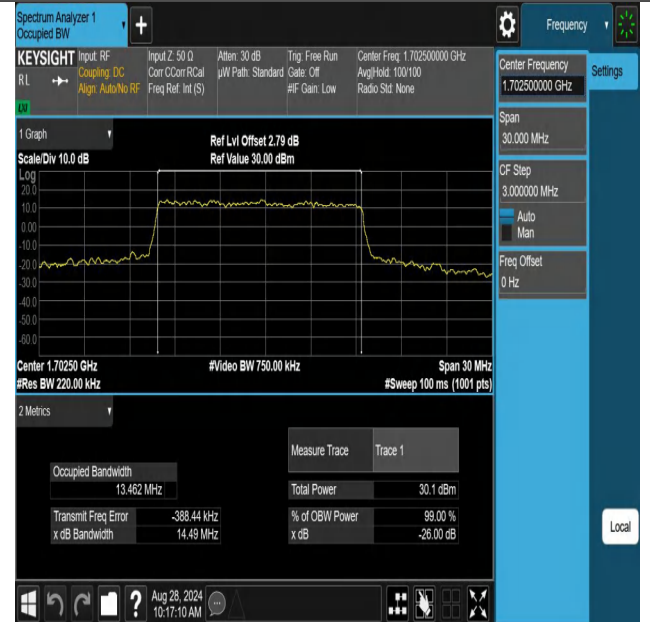 Spectrum Analyzer 1
Occupied BW
+
Frequency
KEYSIGHT
RL
LXI
Input: RF
Coupling: DC
Align: Auto/No RF
Input Z: 50 Ω
Corr CCorr RCal
Freq Ref: Int (S)
Atten: 30 dB
µW Path: Standard
Trig: Free Run
Gate: Off
#IF Gain: Low
Center Freq: 1.702500000 GHz
Avg|Hold: 100/100
Radio Std: None
Center Frequency
1.702500000 GHz
Settings
Span
30.000 MHz
CF Step
3.000000 MHz
Auto
Man
Freq Offset
0 Hz
Local
1 Graph
Scale/Div 10.0 dB
Ref Lvl Offset 2.79 dB
Ref Value 30.00 dBm
Log
20.0
10.0
0.00
-10.0
-20.0
-30.0
-40.0
-50.0
-60.0
Center 1.70250 GHz
#Video BW 750.00 kHz
Span 30 MHz
#Res BW 220.00 kHz
#Sweep 100 ms (1001 pts)
2 Metrics
Measure Trace Trace 1
Occupied Bandwidth
13.462 MHz
Total Power 30.1 dBm
Transmit Freq Error -388.44 kHz
% of OBW Power 99.00 %
x dB Bandwidth 14.49 MHz
x dB -26.00 dB
?
Aug 28, 2024
10:17:10 AM